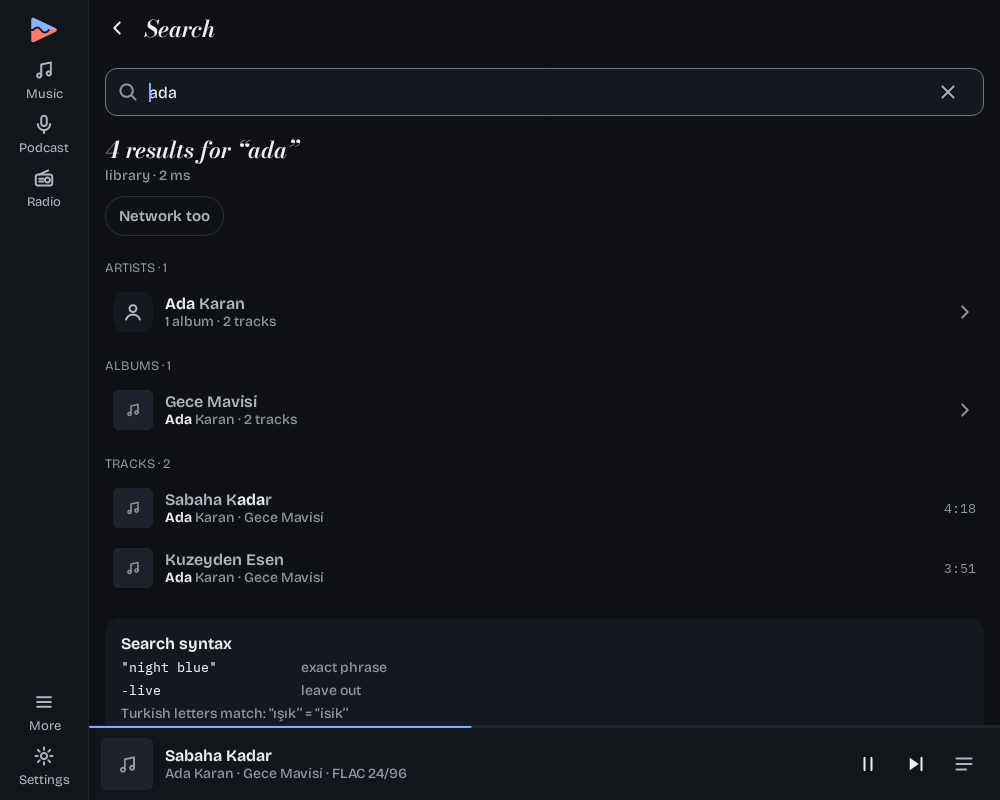 Search
Music
Podcast
Radio
ada
4 results for “ada”
library · 2 ms
Network too
ARTISTS · 1
Ada Karan
1 album · 2 tracks
ALBUMS · 1
Gece Mavisi
Ada Karan · 2 tracks
TRACKS · 2
Sabaha Kadar
Ada Karan · Gece Mavisi
4:18
Kuzeyden Esen
Ada Karan · Gece Mavisi
3:51
Search syntax
"night blue" exact phrase
-live leave out
Turkish letters match: “ışık” = “isik”
More
Settings
Sabaha Kadar
Ada Karan · Gece Mavisi · FLAC 24/96